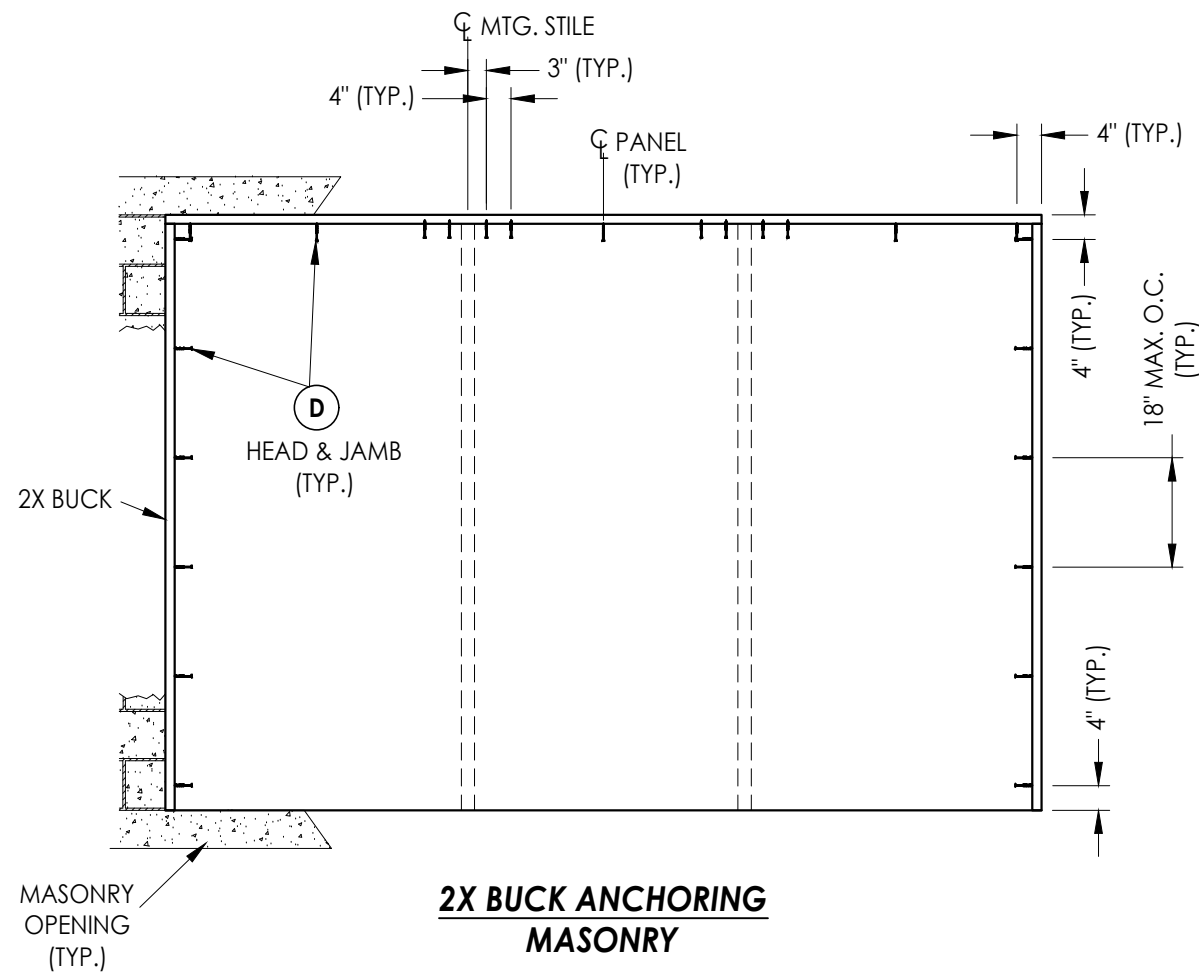 ℄ MTG. STILE
3" (TYP.)
4" (TYP.)
℄ PANEL
(TYP.)
4" (TYP.)
4" (TYP.)
18" MAX. O.C.
(TYP.)
D
HEAD & JAMB
(TYP.)
2X BUCK
4" (TYP.)
MASONRY
OPENING
(TYP.)
2X BUCK ANCHORING
MASONRY